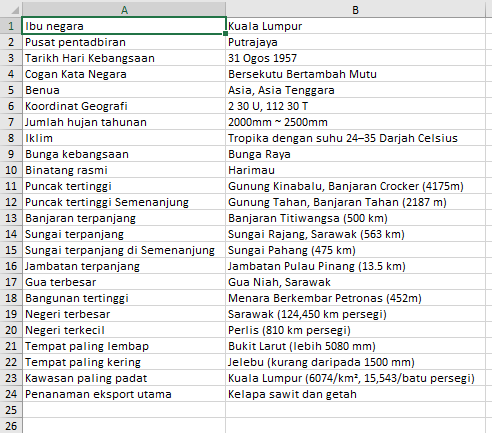 A B
1 Ibu negara Kuala Lumpur
2 Pusat pentadbiran Putrajaya
3 Tarikh Hari Kebangsaan 31 Ogos 1957
4 Cogan Kata Negara Bersekutu Bertambah Mutu
5 Benua Asia, Asia Tenggara
6 Koordinat Geografi 2 30 U, 112 30 T
7 Jumlah hujan tahunan 2000mm ~ 2500mm
8 Iklim Tropika dengan suhu 24–35 Darjah Celsius
9 Bunga kebangsaan Bunga Raya
10 Binatang rasmi Harimau
11 Puncak tertinggi Gunung Kinabalu, Banjaran Crocker (4175m)
12 Puncak tertinggi Semenanjung Gunung Tahan, Banjaran Tahan (2187 m)
13 Banjaran terpanjang Banjaran Titiwangsa (500 km)
14 Sungai terpanjang Sungai Rajang, Sarawak (563 km)
15 Sungai terpanjang di Semenanjung Sungai Pahang (475 km)
16 Jambatan terpanjang Jambatan Pulau Pinang (13.5 km)
17 Gua terbesar Gua Niah, Sarawak
18 Bangunan tertinggi Menara Berkembar Petronas (452m)
19 Negeri terbesar Sarawak (124,450 km persegi)
20 Negeri terkecil Perlis (810 km persegi)
21 Tempat paling lembap Bukit Larut (lebih 5080 mm)
22 Tempat paling kering Jelebu (kurang daripada 1500 mm)
23 Kawasan paling padat Kuala Lumpur (6074/km², 15,543/batu persegi)
24 Penanaman eksport utama Kelapa sawit dan getah
25
26